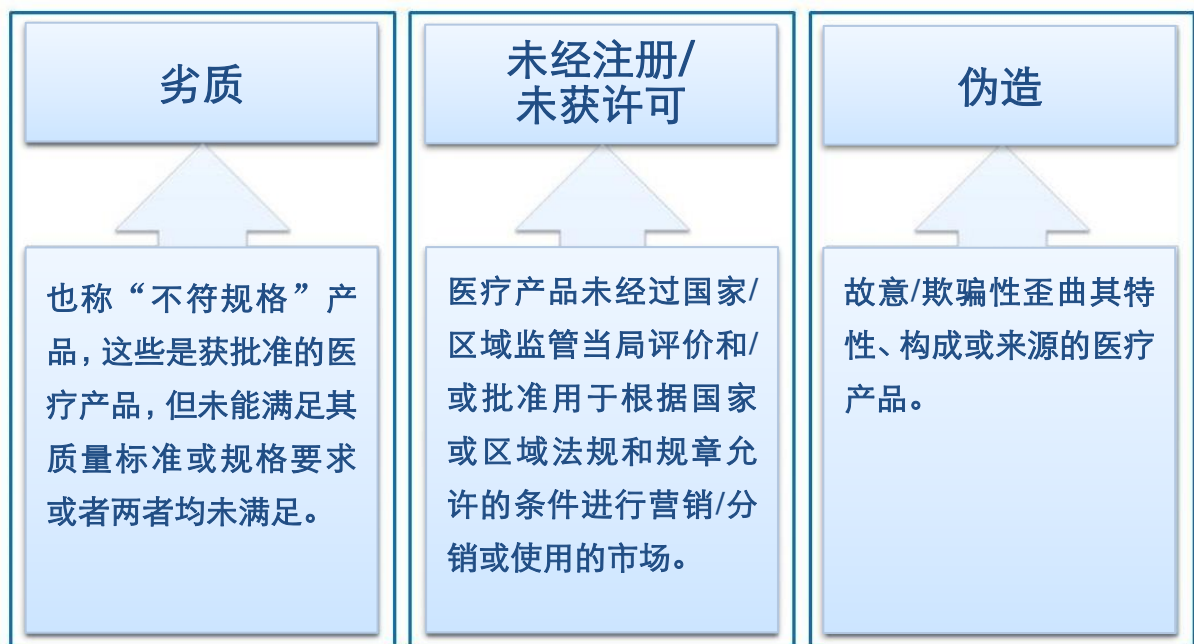 劣质
也称“不符规格”产
品，这些是获批准的医
疗产品，但未能满足其
质量标准或规格要求
或者两者均未满足。
未经注册/
未获许可
医疗产品未经过国家/
区域监管当局评价和/
或批准用于根据国家
或区域法规和规章允
许的条件进行营销/分
销或使用的市场。
伪造
故意/欺骗性歪曲其特
性、构成或来源的医疗
产品。